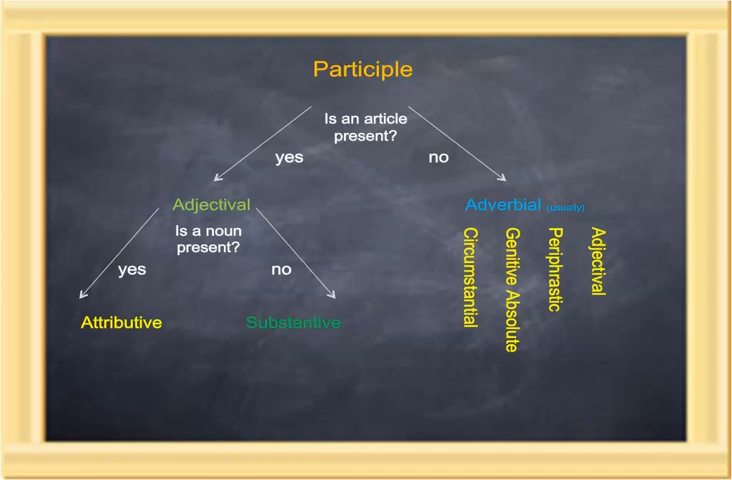 Participle
Is an article
present?
yes
no
Adjectival
Adverbial (usually)
Is a noun
present?
yes
no
Attributive
Substantive
Circumstantial
Genitive Absolute
Periphrastic
Adjectival